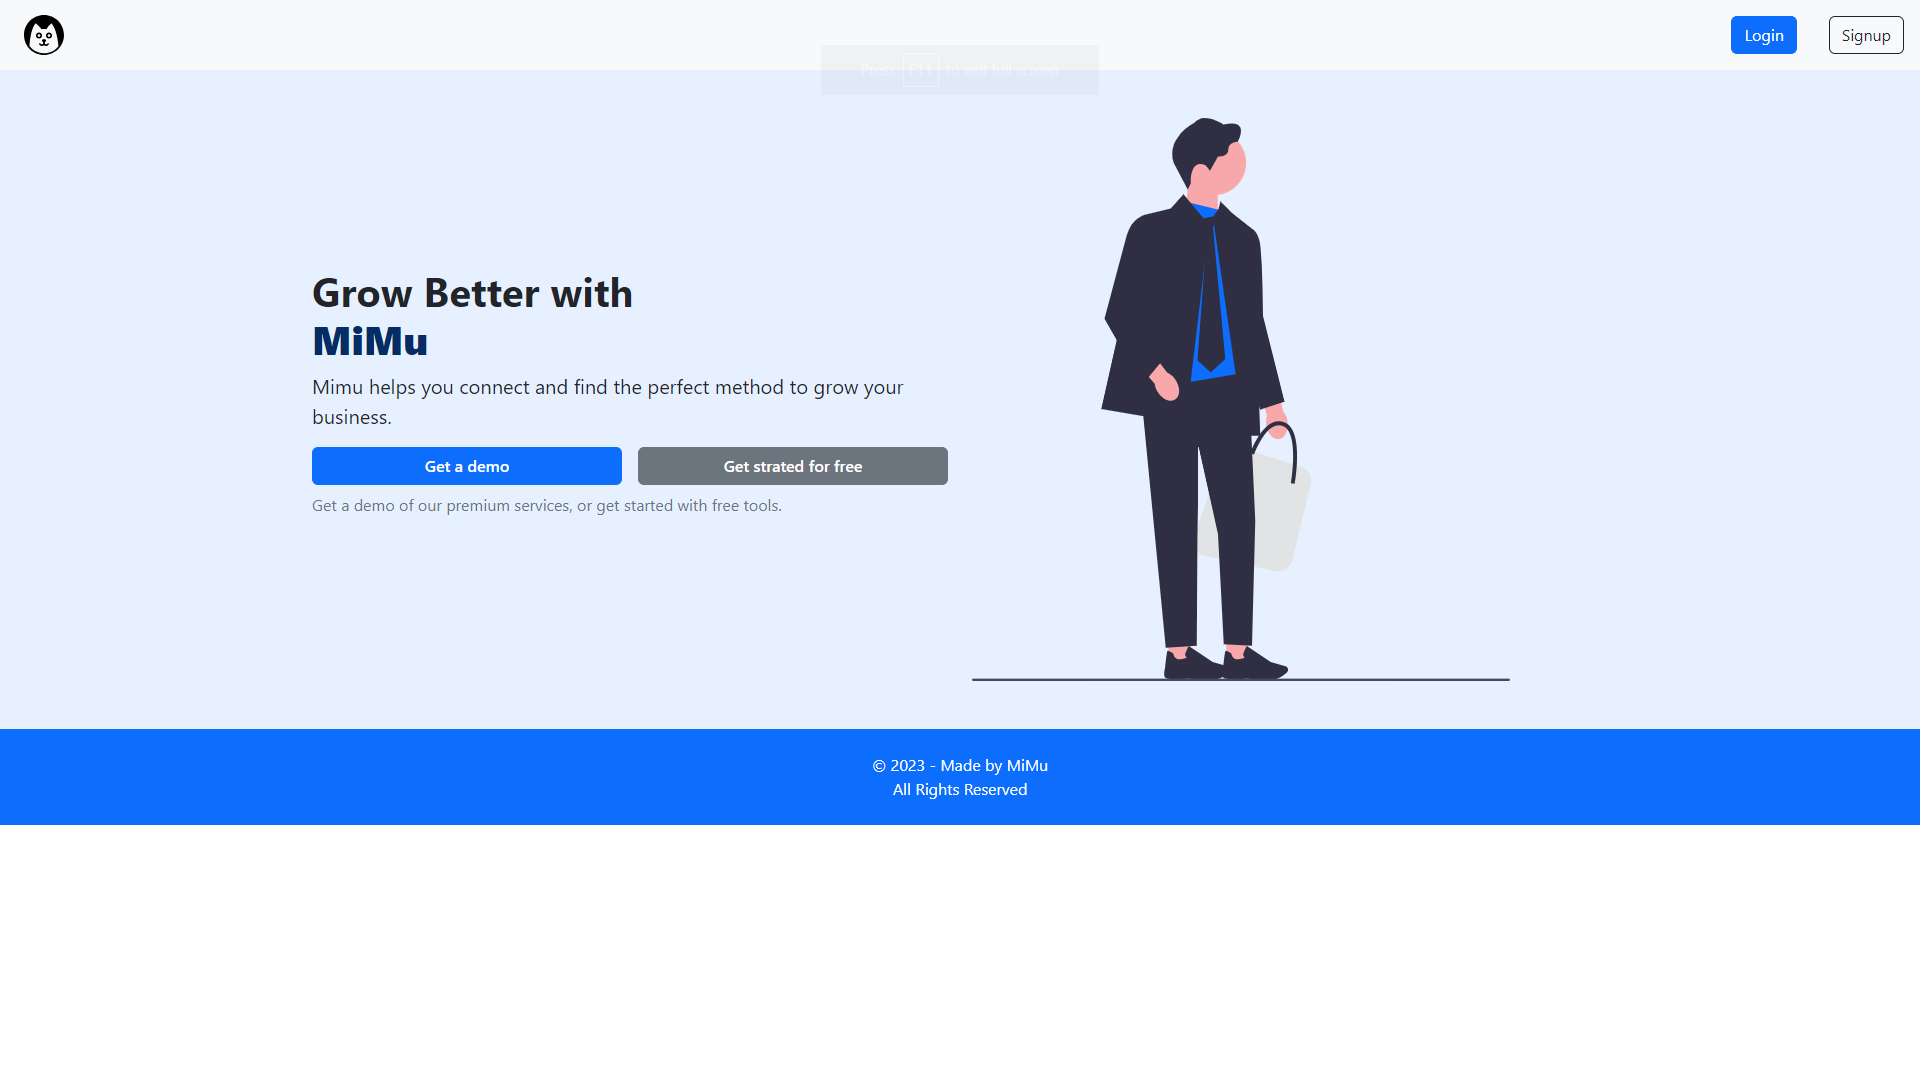 Login
Signup
Press F11 to exit full screen
Grow Better with
MiMu
Mimu helps you connect and find the perfect method to grow your
business.
Get a demo
Get strated for free
Get a demo of our premium services, or get started with free tools.
© 2023 - Made by MiMu
All Rights Reserved